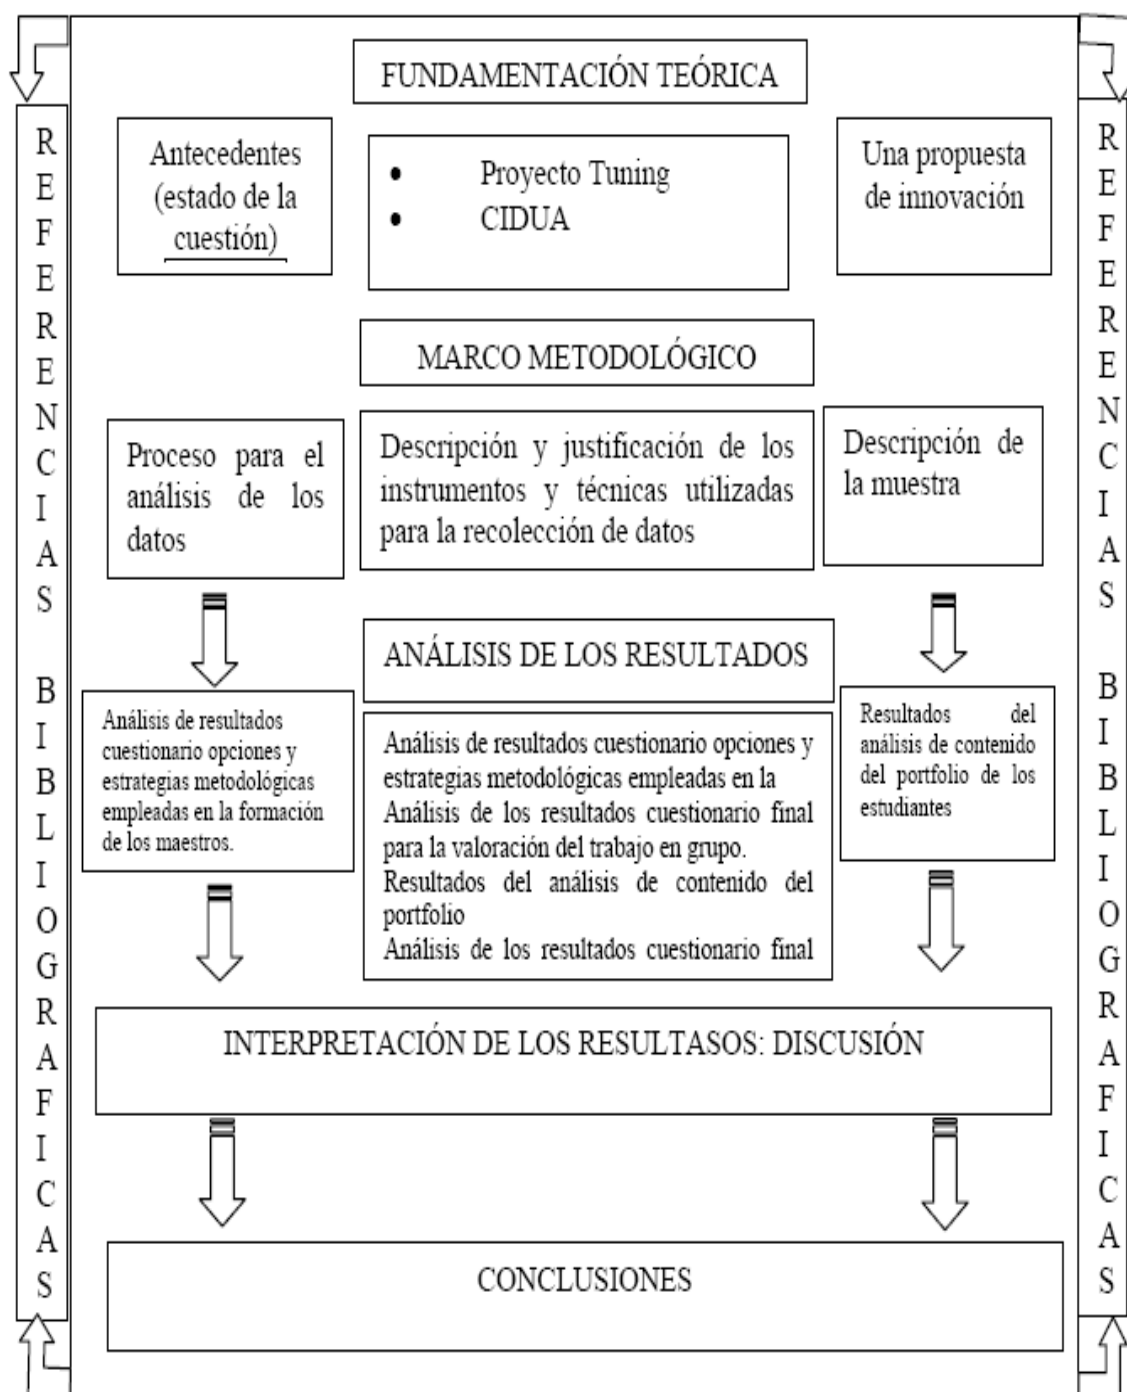 REFERENCIAS BIBLIOGRAFICAS
FUNDAMENTACIÓN TEÓRICA
Antecedentes
(estado de la
cuestión)
• Proyecto Tuning
• CIDUA
Una propuesta
de innovación
MARCO METODOLÓGICO
Proceso para el
análisis de los
datos
Descripción y justificación de los
instrumentos y técnicas utilizadas
para la recolección de datos
Descripción de
la muestra
ANÁLISIS DE LOS RESULTADOS
Análisis de resultados
cuestionario opciones y
estrategias metodológicas
empleadas en la formación
de los maestros.
Análisis de resultados cuestionario opciones y
estrategias metodológicas empleadas en la
Análisis de los resultados cuestionario final
para la valoración del trabajo en grupo.
Resultados del análisis de contenido del
portfolio
Análisis de los resultados cuestionario final
Resultados del
análisis de contenido
del portfolio de los
estudiantes
INTERPRETACIÓN DE LOS RESULTASOS: DISCUSIÓN
CONCLUSIONES
REFERENCIAS BIBLIOGRAFICAS